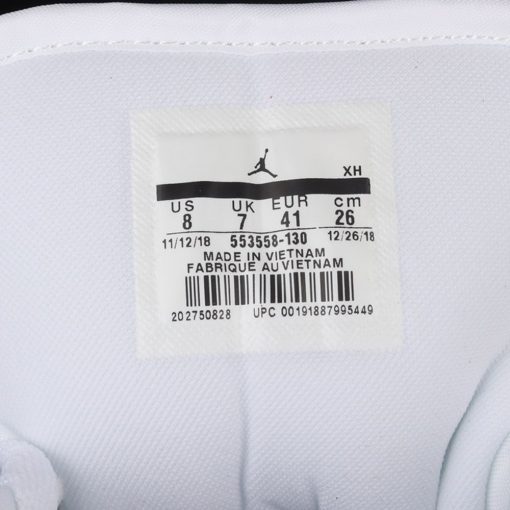 XH
US UK EUR cm
8 7 41 26
11/12/18 553558-130 12/26/18
MADE IN VIETNAM
FABRIQUE AU VIETNAM
202750828 UPC 00191887995449